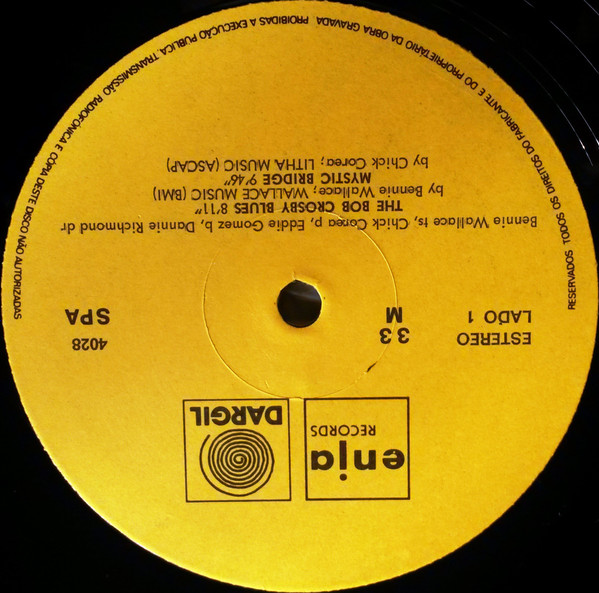 enja
RECORDS
DARGIL
ESTEREO
LADO 1
33
M
4028
SPA
Bennie Wallace ts, Chick Corea p, Eddie Gomez b, Dannie Richmond dr
THE BOB CROSBY BLUES 8'11"
by Bennie Wallace; WALLACE MUSIC (BMI)
MYSTIC BRIDGE 9'46"
by Chick Corea; LITHA MUSIC (ASCAP)
RESERVADOS TODOS OS DIREITOS DO FABRICANTE E DO PROPRIETÁRIO DA OBRA GRAVADA. PROIBIDAS A EXECUÇÃO PÚBLICA, TRANSMISSÃO RADIOFÓNICA E CÓPIA DESTE DISCO NÃO AUTORIZADAS